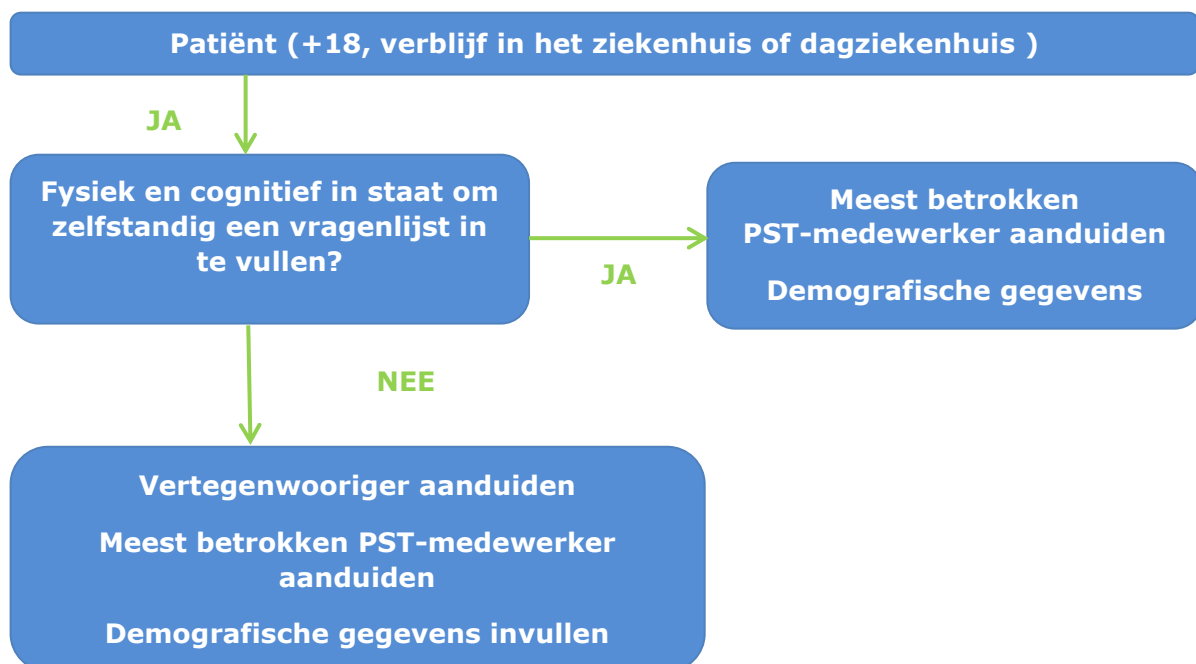 Patiënt (+18, verblijf in het ziekenhuis of dagziekenhuis )
JA
Fysiek en cognitief in staat om
zelfstandig een vragenlijst in
te vullen?
JA
Meest betrokken
PST-medewerker aanduiden
Demografische gegevens
NEE
Vertegenwooriger aanduiden
Meest betrokken PST-medewerker
aanduiden
Demografische gegevens invullen